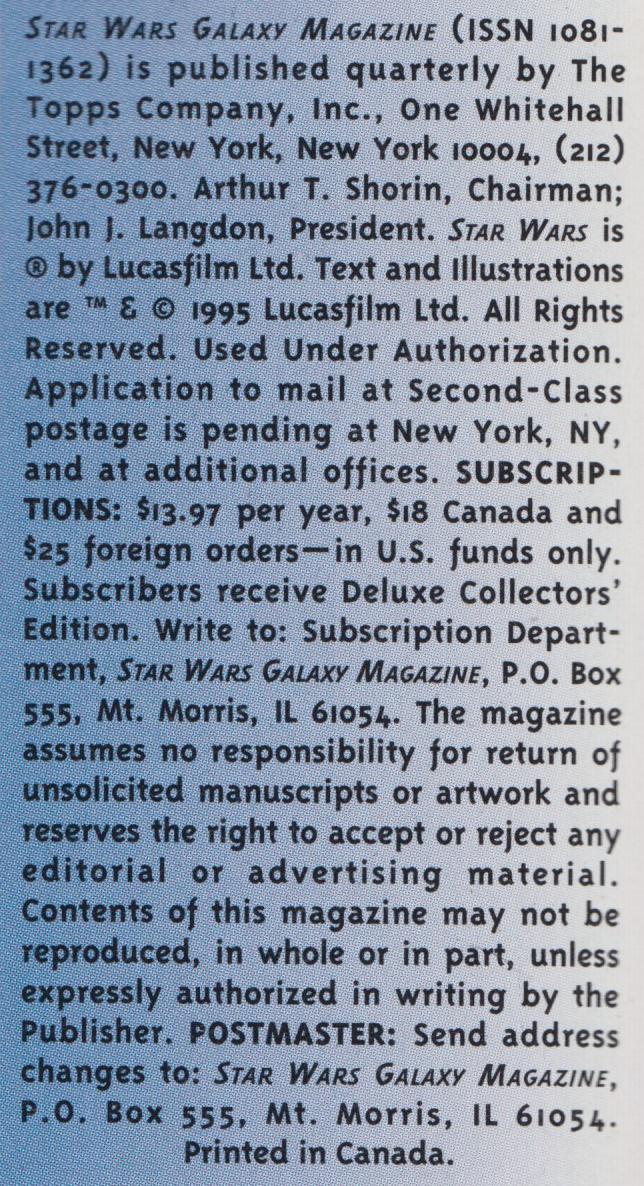 STAR WARS GALAXY MAGAZINE (ISSN 1081-
1362) is published quarterly by The
Topps Company, Inc., One Whitehall
Street, New York, New York 10004, (212)
376-0300. Arthur T. Shorin, Chairman;
John J. Langdon, President. STAR WARS is
® by Lucasfilm Ltd. Text and Illustrations
are ™ & © 1995 Lucasfilm Ltd. All Rights
Reserved. Used Under Authorization.
Application to mail at Second-Class
postage is pending at New York, NY,
and at additional offices. SUBSCRIP-
TIONS: $13.97 per year, $18 Canada and
$25 foreign orders—in U.S. funds only.
Subscribers receive Deluxe Collectors'
Edition. Write to: Subscription Depart-
ment, STAR WARS GALAXY MAGAZINE, P.O. Box
555, Mt. Morris, IL 61054. The magazine
assumes no responsibility for return of
unsolicited manuscripts or artwork and
reserves the right to accept or reject any
editorial or advertising material.
Contents of this magazine may not be
reproduced, in whole or in part, unless
expressly authorized in writing by the
Publisher. POSTMASTER: Send address
changes to: STAR WARS GALAXY MAGAZINE,
P.O. Box 555, Mt. Morris, IL 61054.
Printed in Canada.